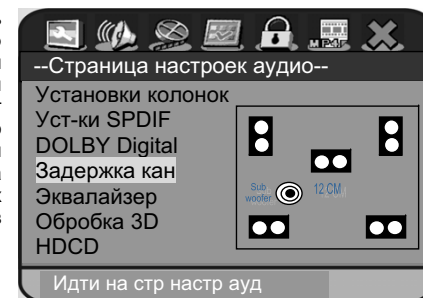 MP4F
--Страница настроек аудио--
Установки колонок
Уст-ки SPDIF
DOLBY Digital
Задержка кан
Эквалайзер
Обробка 3D
HDCD
Sub
woofer
12 CM
Идти на стр настр ауд